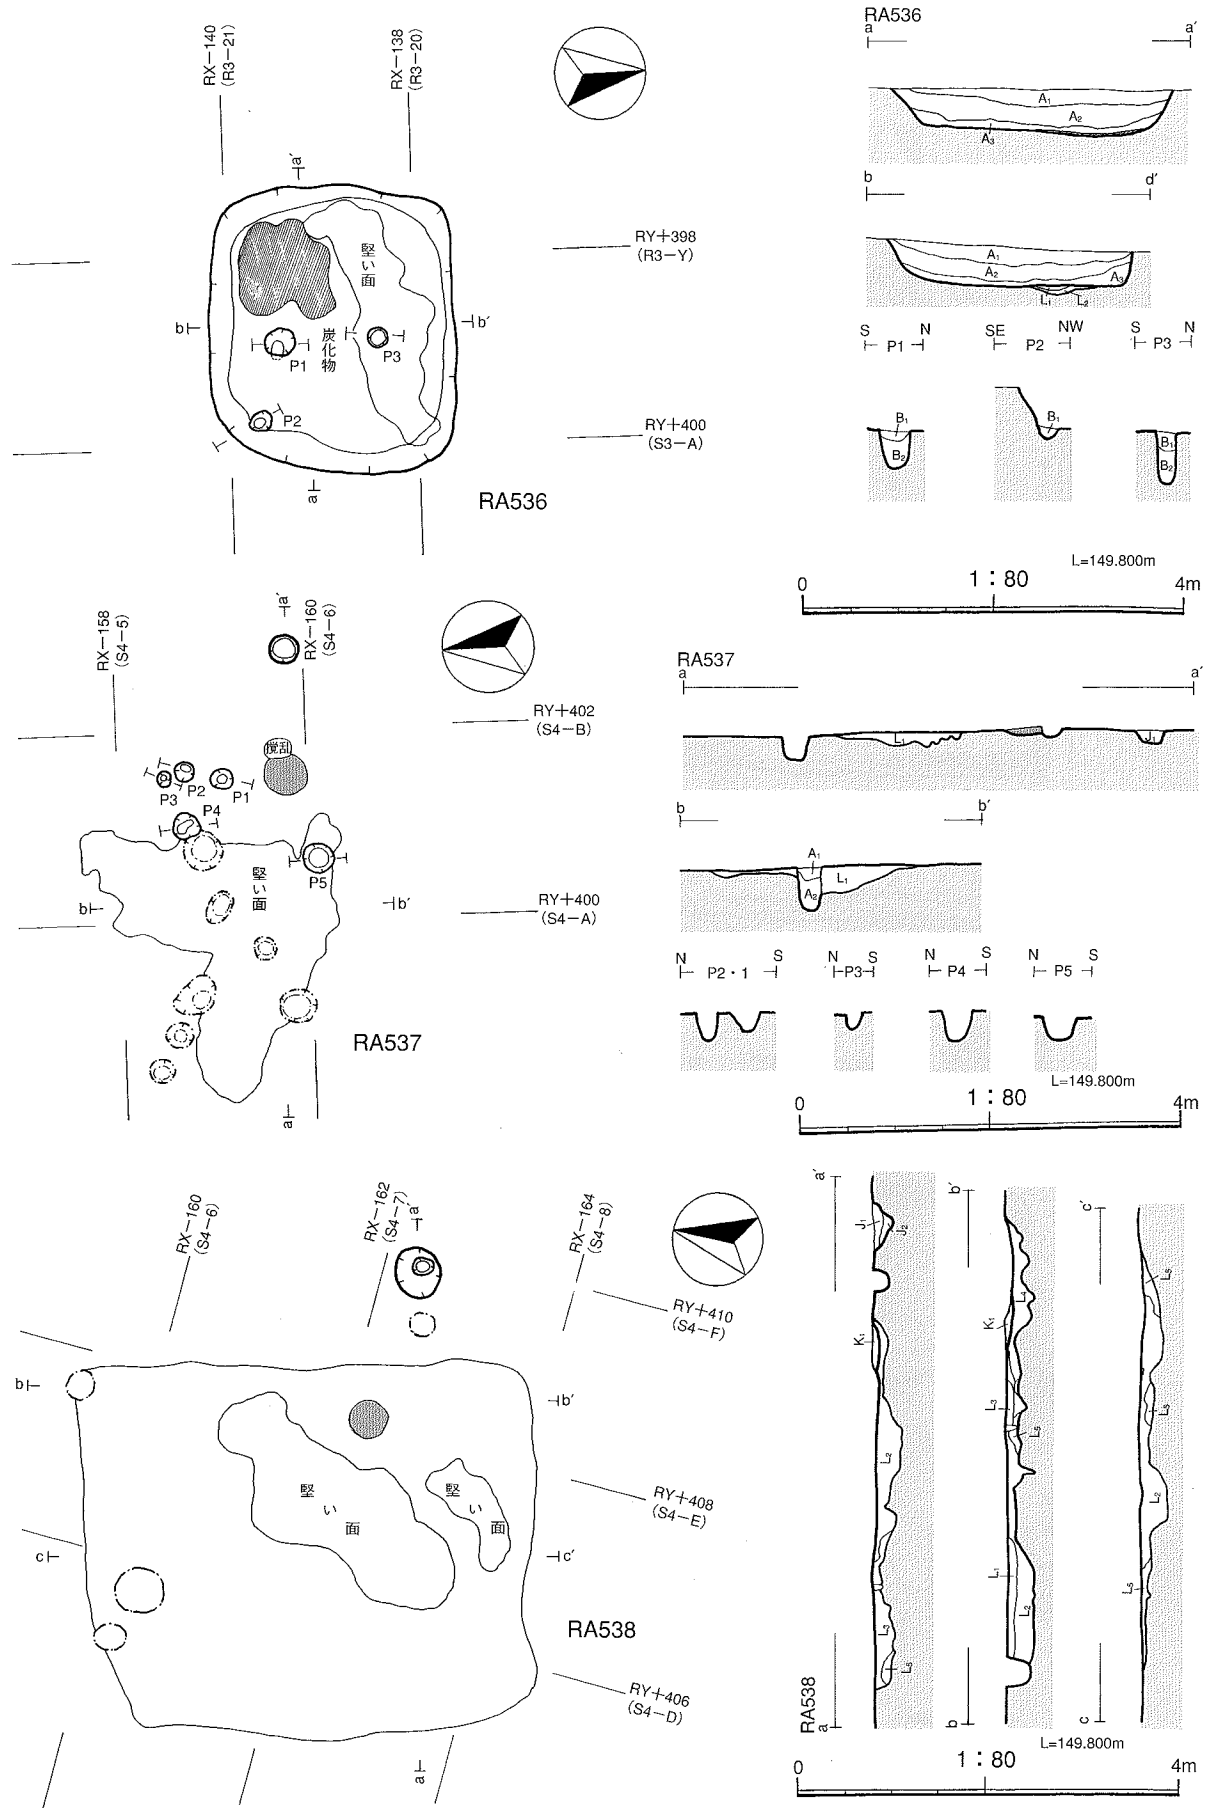 RX−140
(R3−21)
RX−138
(R3−20)
a′
堅い面
RY+398
(R3−Y)
b
b′
炭化物
P1
P3
P2
RY+400
(S3−A)
a
RA536
RA536
a
a′
A1
A2
A3
b
d′
A1
A2
A3
L1
L2
S
N
P1
SE
NW
P2
S
N
P3
B1
B2
B1
B1
B2
L=149.800m
0
1:80
4m
RX−158
(S4−5)
a′
RX−160
(S4−6)
RY+402
(S4−B)
撹乱
P3
P2
P1
P4
P5
堅い面
b
b′
RY+400
(S4−A)
RA537
a
RA537
a
a′
L1
J1
b
b′
A1
A2
L1
N
S
P2・1
N
S
P3
N
S
P4
N
S
P5
L=149.800m
0
1:80
4m
RX−160
(S4−6)
RX−162
(S4−7)
a′
RX−164
(S4−8)
RY+410
(S4−F)
b
b′
堅い面
堅い面
RY+408
(S4−E)
c
c′
RA538
RY+406
(S4−D)
a
a′
J1
J2
K1
L2
L3
L5
RA538
a
b′
L4
K1
L3
L5
L1
L2
b
c′
L5
L5
L2
L5
c
L=149.800m
0
1:80
4m